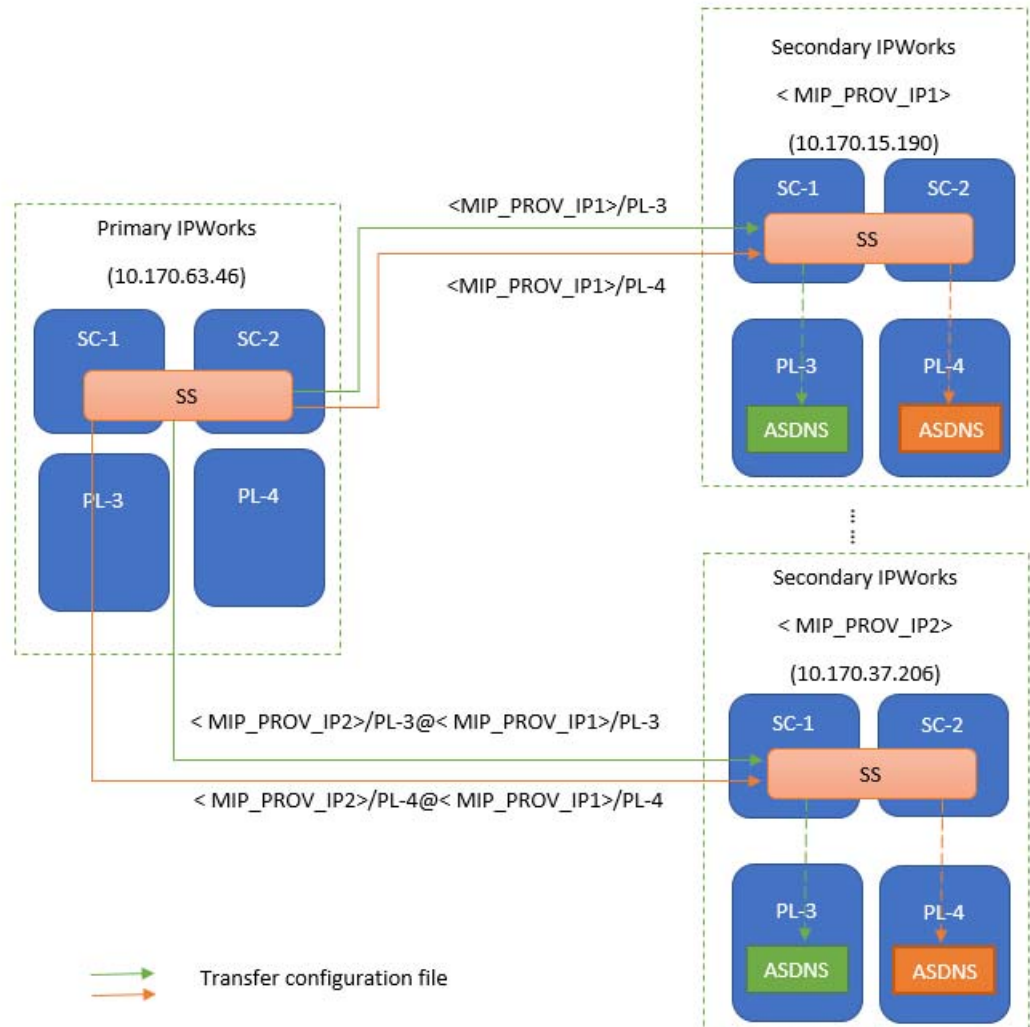 Primary IPWorks
(10.170.63.46)
SC-1
SC-2
SS
PL-3
PL-4
<MIP_PROV_IP1>/PL-3
<MIP_PROV_IP1>/PL-4
Secondary IPWorks
< MIP_PROV_IP1>
(10.170.15.190)
SC-1
SC-2
SS
PL-3
PL-4
ASDNS
ASDNS
< MIP_PROV_IP2>/PL-3@< MIP_PROV_IP1>/PL-3
< MIP_PROV_IP2>/PL-4@< MIP_PROV_IP1>/PL-4
Secondary IPWorks
< MIP_PROV_IP2>
(10.170.37.206)
SC-1
SC-2
SS
PL-3
PL-4
ASDNS
ASDNS
Transfer configuration file